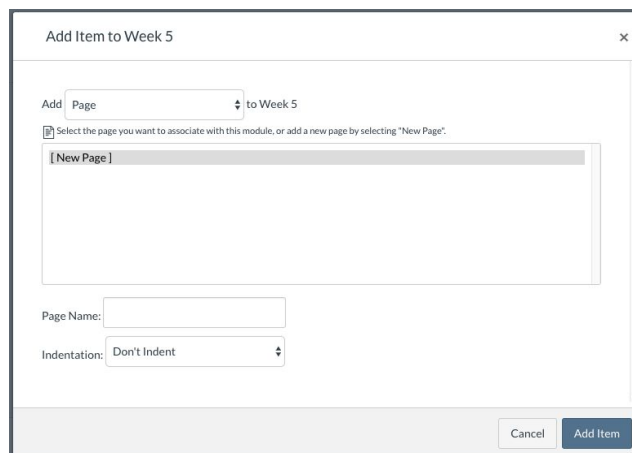 Add Item to Week 5 ×
Add Page to Week 5
Select the page you want to associate with this module, or add a new page by selecting "New Page".
[ New Page ]
Page Name:
Indentation: Don't Indent
Cancel Add Item